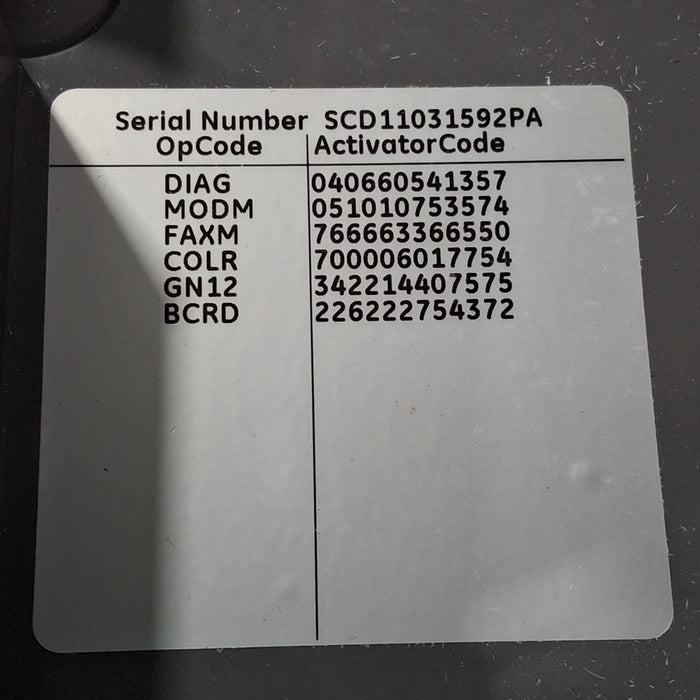 Serial Number SCD11031592PA
OpCode ActivatorCode
DIAG 040660541357
MODM 051010753574
FAXM 766663366550
COLR 700006017754
GN12 342214407575
BCRD 226222754372